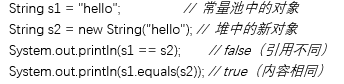 String s1 = "hello";                // 常量池中的对象
String s2 = new String("hello"); // 堆中的新对象
System.out.println(s1 == s2);       // false（引用不同）
System.out.println(s1.equals(s2)); // true（内容相同）